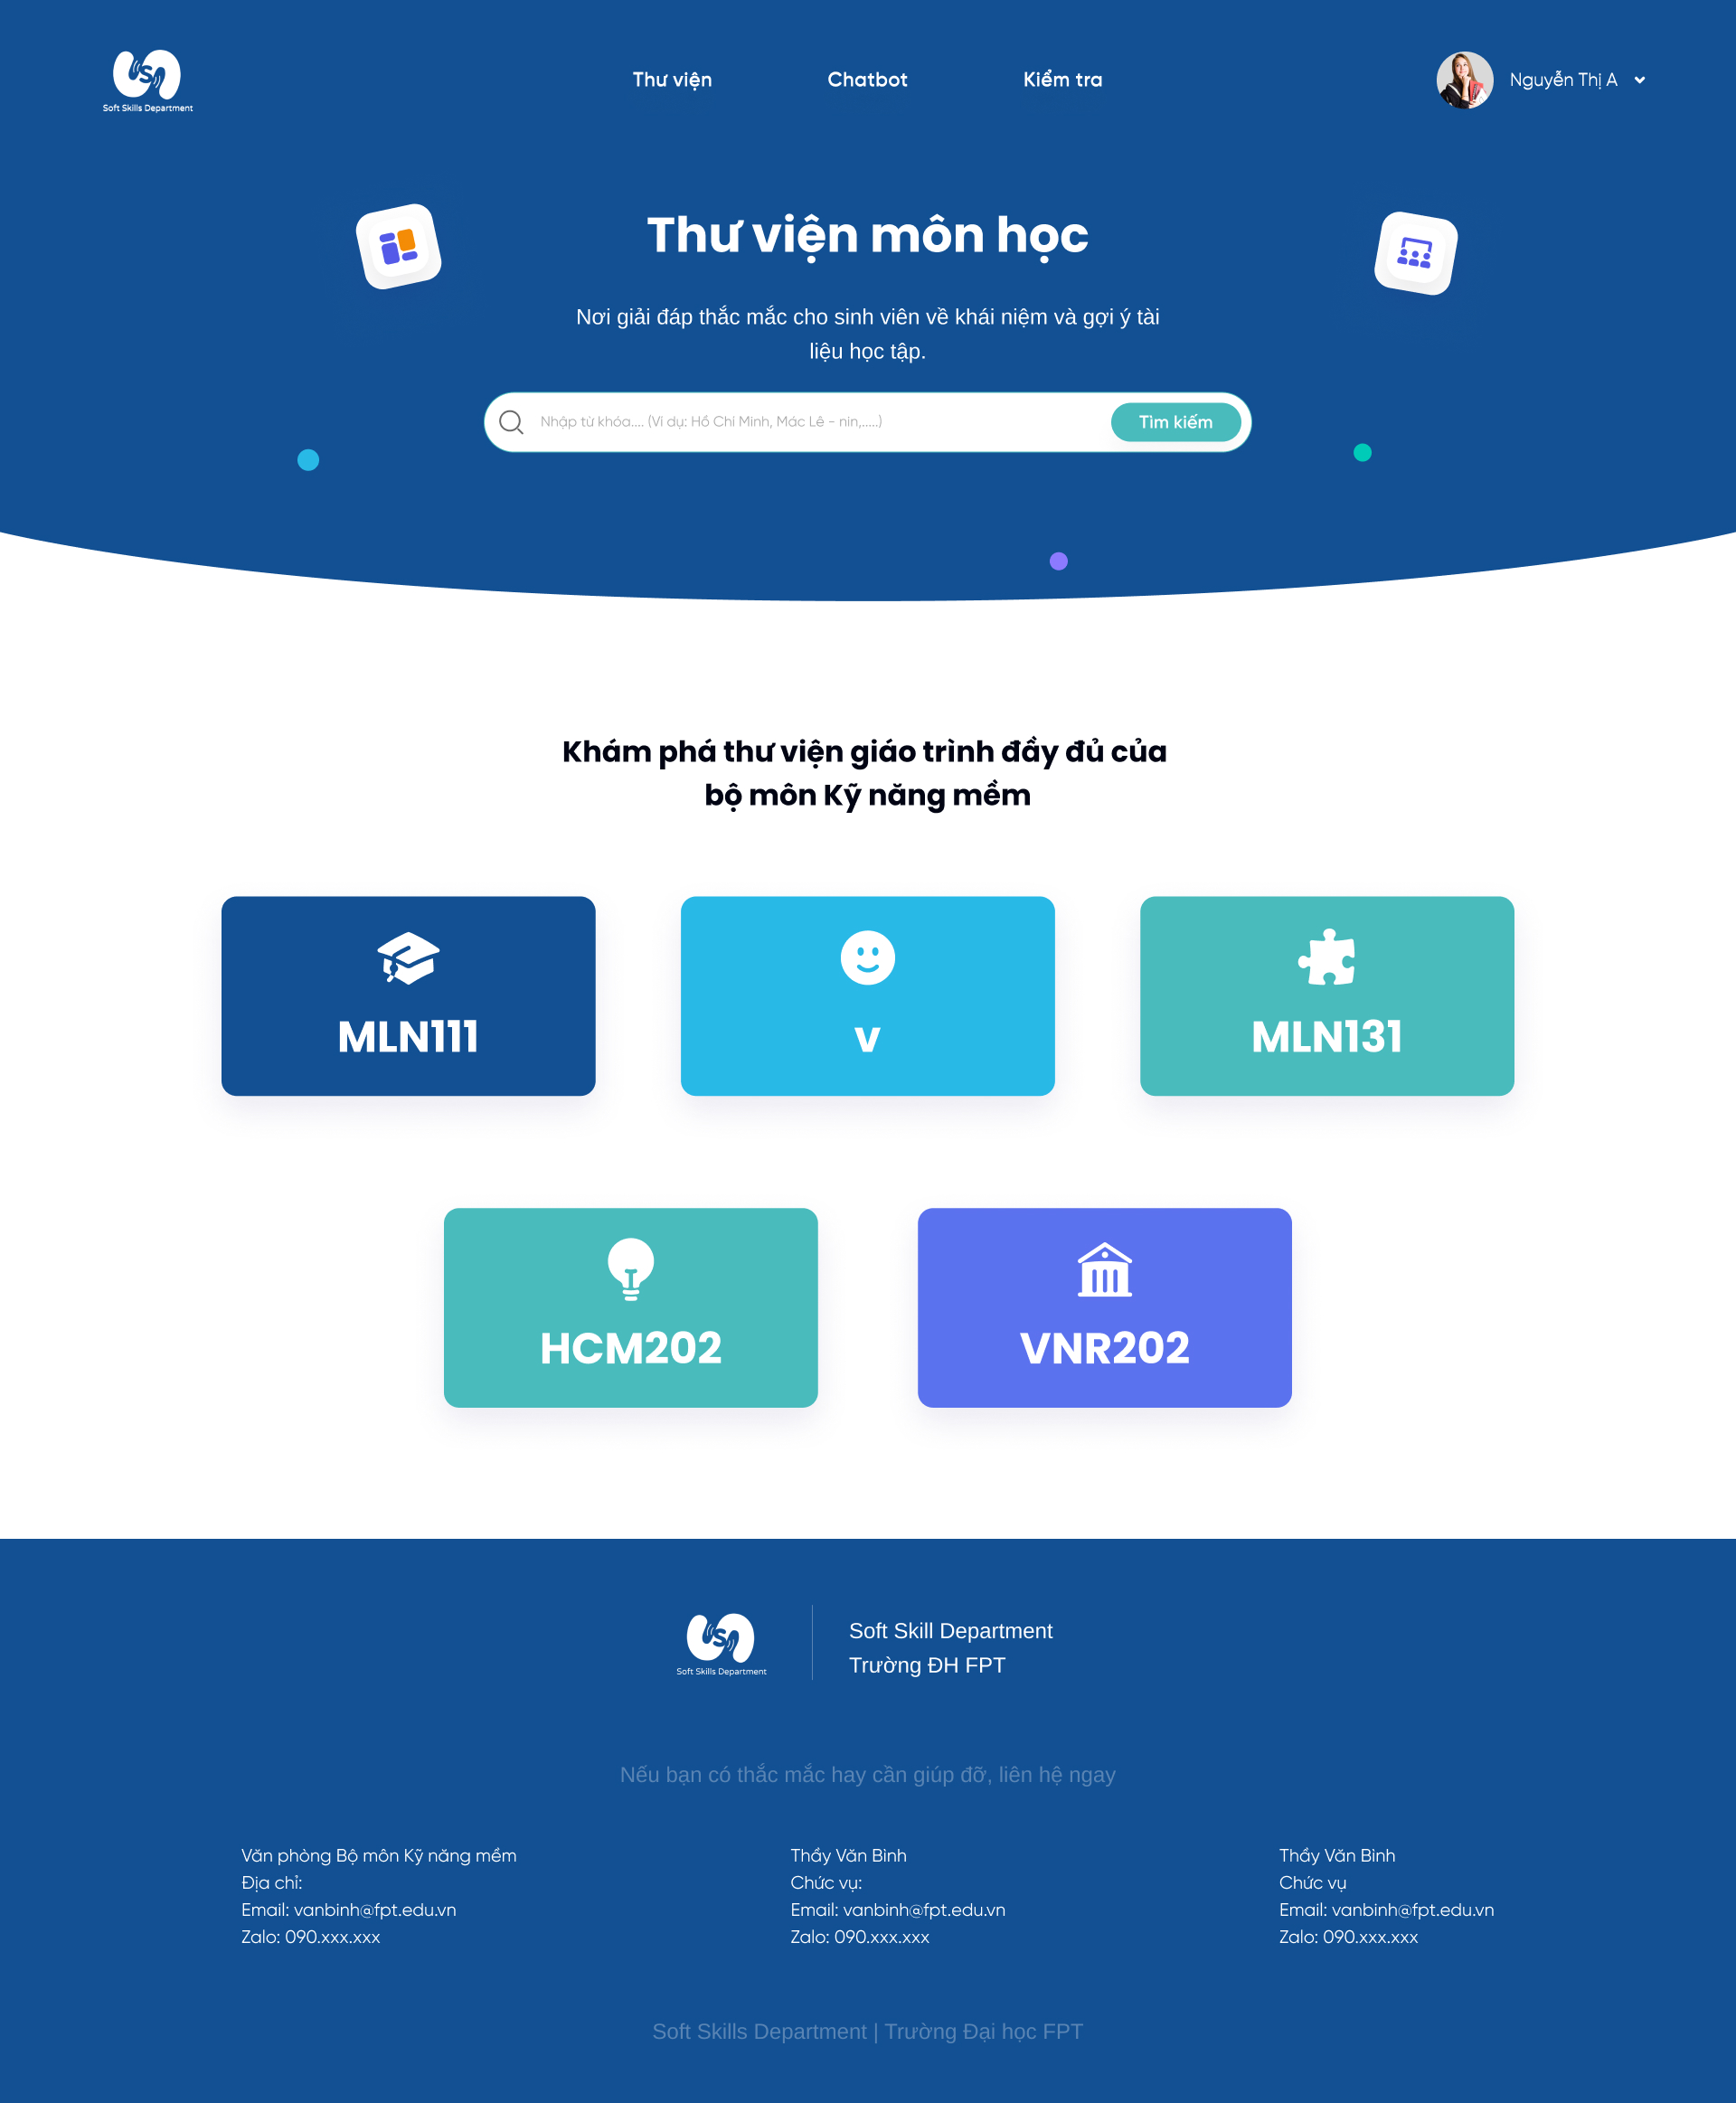 Soft Skills Department
Thư viện
Chatbot
Kiểm tra
Nguyễn Thị A
Thư viện môn học
Nơi giải đáp thắc mắc cho sinh viên về khái niệm và gợi ý tài
liệu học tập.
Nhập từ khóa.... (Ví dụ: Hồ Chí Minh, Mác Lê - nin,.....)
Tìm kiếm
Khám phá thư viện giáo trình đầy đủ của
bộ môn Kỹ năng mềm
MLN111
v
MLN131
HCM202
VNR202
Soft Skills Department
Soft Skill Department
Trường ĐH FPT
Nếu bạn có thắc mắc hay cần giúp đỡ, liên hệ ngay
Văn phòng Bộ môn Kỹ năng mềm
Địa chỉ:
Email: vanbinh@fpt.edu.vn
Zalo: 090.xxx.xxx
Thầy Văn Bình
Chức vụ:
Email: vanbinh@fpt.edu.vn
Zalo: 090.xxx.xxx
Thầy Văn Bình
Chức vụ
Email: vanbinh@fpt.edu.vn
Zalo: 090.xxx.xxx
Soft Skills Department | Trường Đại học FPT